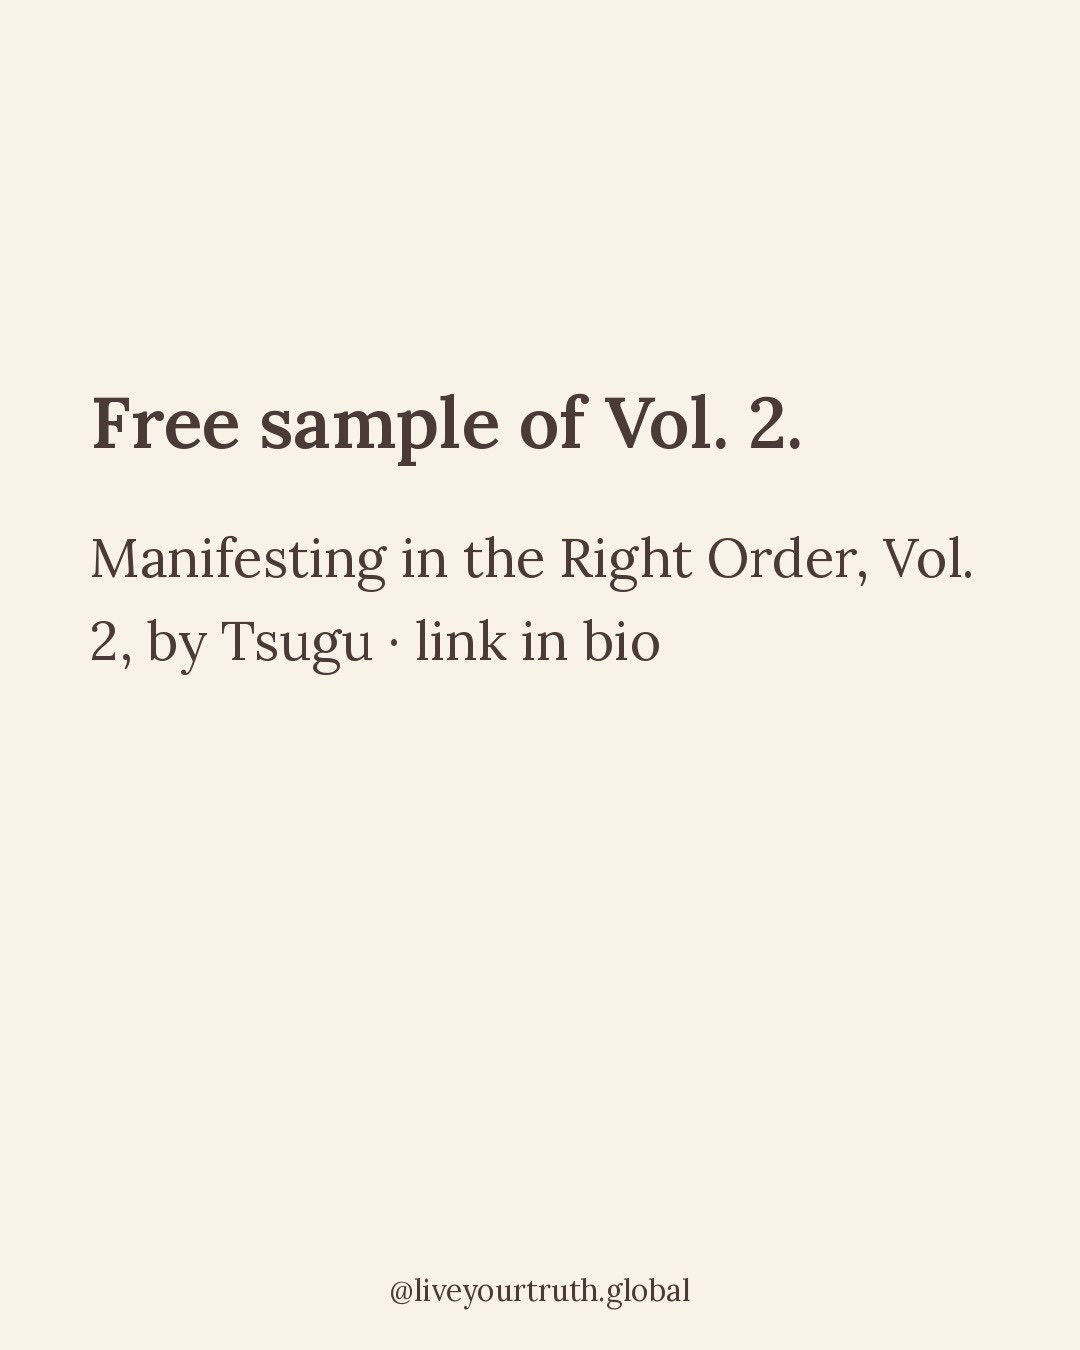 Free sample of Vol. 2.
Manifesting in the Right Order, Vol.
2, by Tsugu · link in bio
@liveyourtruth.global